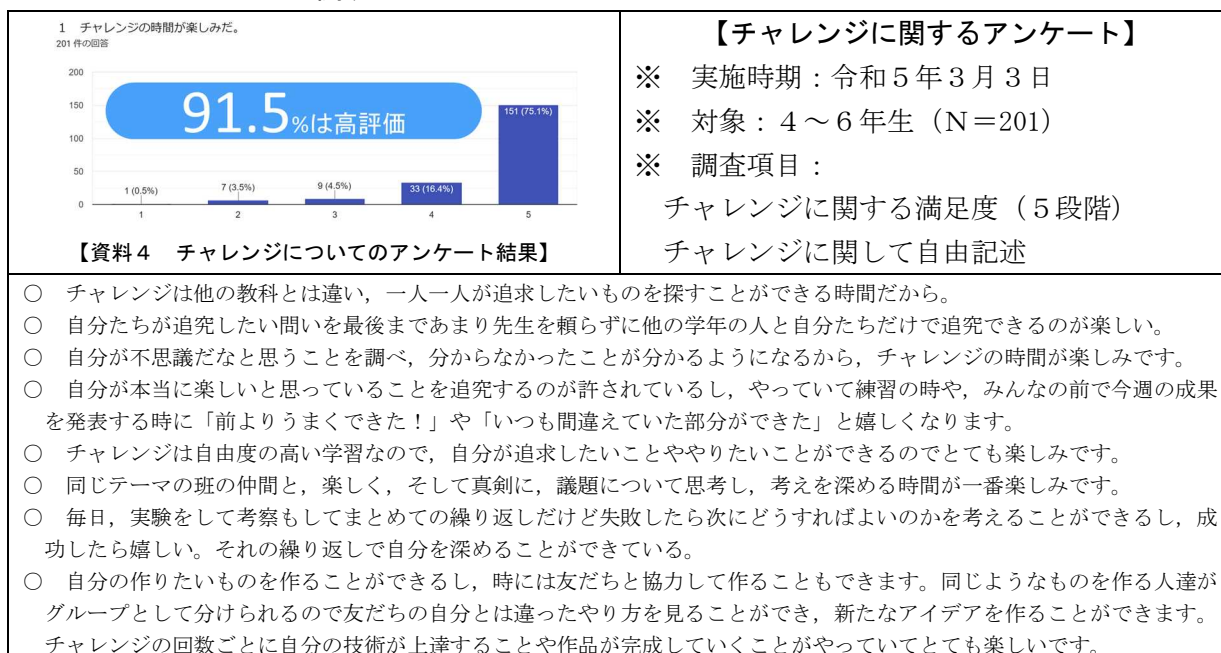 1　チャレンジの時間が楽しみだ。
201 件の回答
200
150
100
50
0
91.5%は高評価
1 (0.5%)
7 (3.5%)
9 (4.5%)
33 (16.4%)
151 (75.1%)
1
2
3
4
5
【資料４　チャレンジについてのアンケート結果】
【チャレンジに関するアンケート】
※　実施時期：令和５年３月３日
※　対象：４～６年生（Ｎ＝201）
※　調査項目：
チャレンジに関する満足度（５段階）
チャレンジに関して自由記述
○　チャレンジは他の教科とは違い，一人一人が追求したいものを探すことができる時間だから。
○　自分たちが追究したい問いを最後まであまり先生を頼らずに他の学年の人と自分たちだけで追究できるのが楽しい。
○　自分が不思議だなと思うことを調べ，分からなかったことが分かるようになるから，チャレンジの時間が楽しみです。
○　自分が本当に楽しいと思っていることを追究するのが許されているし，やっていて練習の時や，みんなの前で今週の成果
を発表する時に「前よりうまくできた！」や「いつも間違えていた部分ができた」と嬉しくなります。
○　チャレンジは自由度の高い学習なので，自分が追求したいことややりたいことができるのでとても楽しみです。
○　同じテーマの班の仲間と，楽しく，そして真剣に，議題について思考し，考えを深める時間が一番楽しみです。
○　毎日，実験をして考察もしてまとめての繰り返しだけど失敗したら次にどうすればよいのかを考えることができるし，成
功したら嬉しい。それの繰り返しで自分を深めることができている。
○　自分の作りたいものを作ることができるし，時には友だちと協力して作ることもできます。同じようなものを作る人達が
グループとして分けられるので友だちの自分とは違ったやり方を見ることができ，新たなアイデアを作ることができます。
チャレンジの回数ごとに自分の技術が上達することや作品が完成していくことがやっていてとても楽しいです。